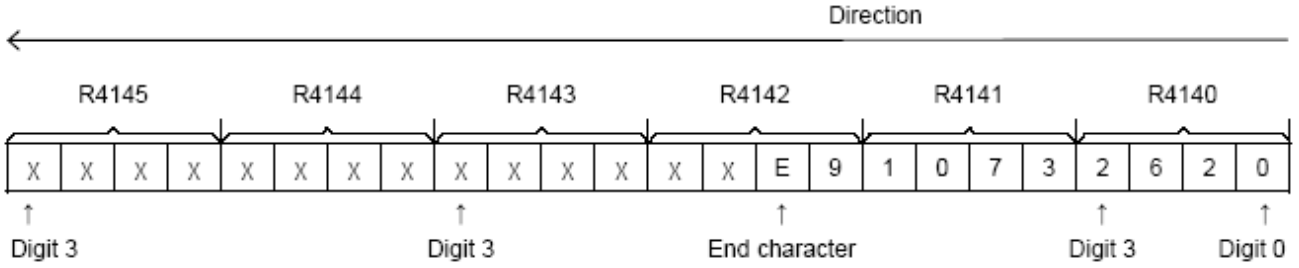 Direction
R4145 R4144 R4143 R4142 R4141 R4140
X X X X X X X X X X X X X X E 9 1 0 7 3 2 6 2 0
↑ ↑ ↑ ↑ ↑
Digit 3 Digit 3 End character Digit 3 Digit 0